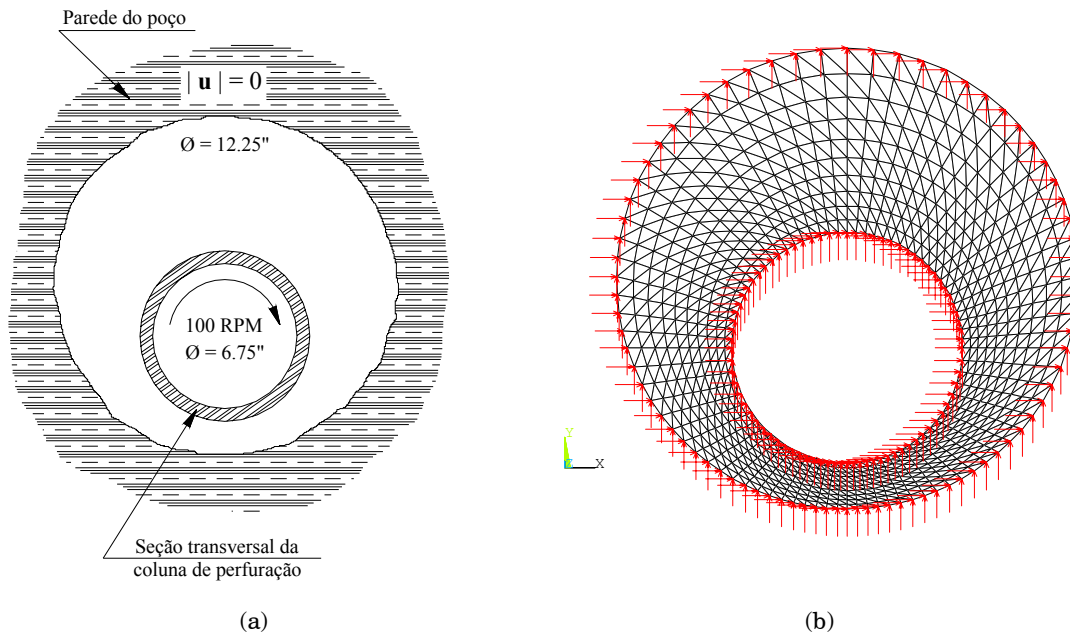 Parede do poço
| u | = 0
Ø = 12.25"
100 RPM
Ø = 6.75"
Seção transversal da
coluna de perfuração
(a)
Y
Z
X
(b)